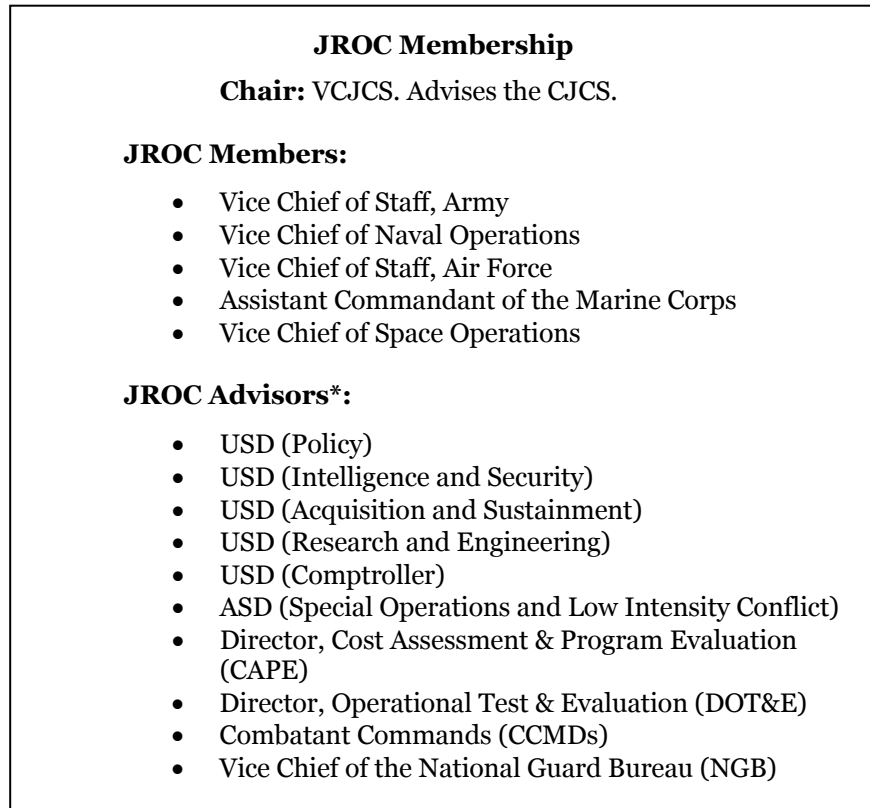 JROC Membership
Chair: VCJCS. Advises the CJCS.
JROC Members:
• Vice Chief of Staff, Army
• Vice Chief of Naval Operations
• Vice Chief of Staff, Air Force
• Assistant Commandant of the Marine Corps
• Vice Chief of Space Operations
JROC Advisors*:
• USD (Policy)
• USD (Intelligence and Security)
• USD (Acquisition and Sustainment)
• USD (Research and Engineering)
• USD (Comptroller)
• ASD (Special Operations and Low Intensity Conflict)
• Director, Cost Assessment & Program Evaluation
(CAPE)
• Director, Operational Test & Evaluation (DOT&E)
• Combatant Commands (CCMDs)
• Vice Chief of the National Guard Bureau (NGB)